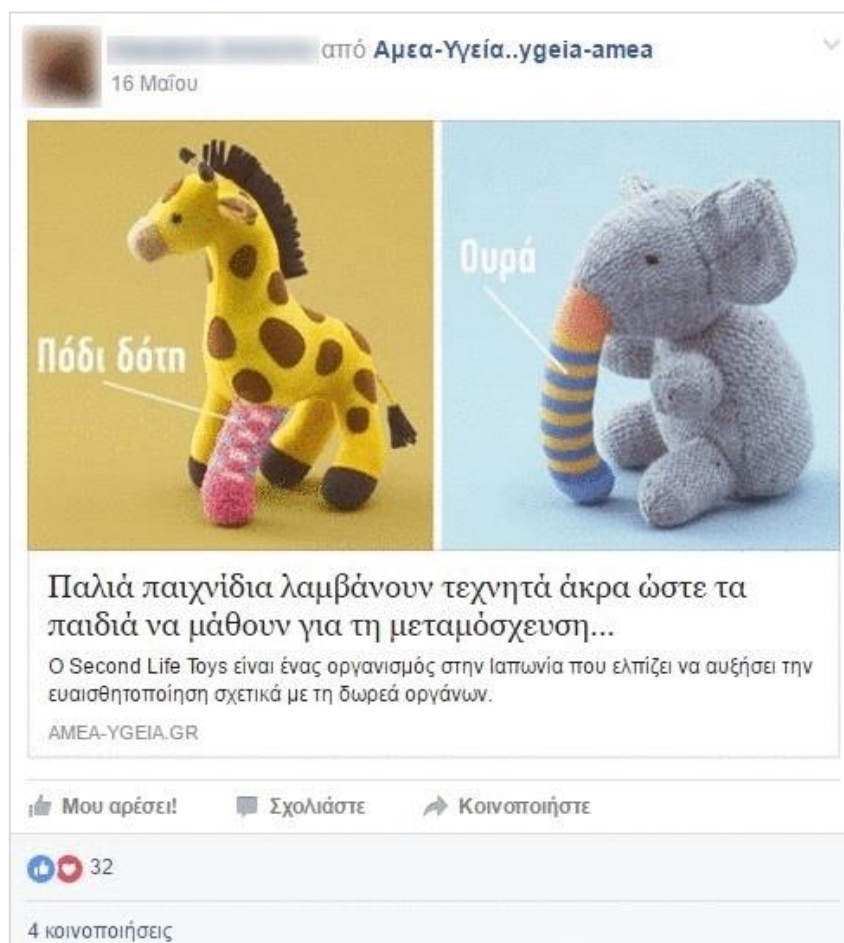 από Αμεα-Υγεία..ygeia-amea
16 Μαΐου
Πόδι δότη
Ουρά
Παλιά παιχνίδια λαμβάνουν τεχνητά άκρα ώστε τα
παιδιά να μάθουν για τη μεταμόσχευση...
Ο Second Life Toys είναι ένας οργανισμός στην Ιαπωνία που ελπίζει να αυξήσει την
ευαισθητοποίηση σχετικά με τη δωρεά οργάνων.
AMEA-YGEIA.GR
Μου αρέσει! Σχολιάστε Κοινοποιήστε
32
4 κοινοποιήσεις